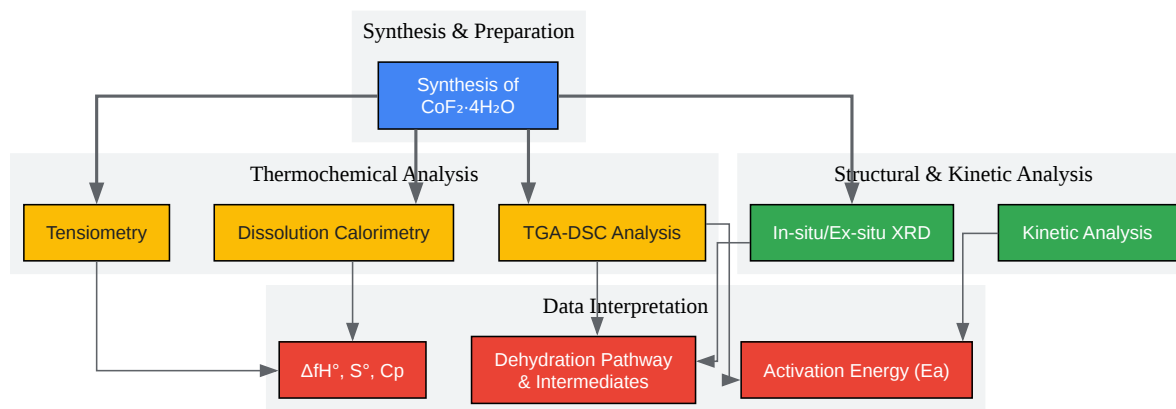 Synthesis & Preparation
Synthesis of
CoF₂·4H₂O
Thermochemical Analysis
Structural & Kinetic Analysis
Tensiometry
Dissolution Calorimetry
TGA-DSC Analysis
In-situ/Ex-situ XRD
Kinetic Analysis
Data Interpretation
ΔfH°, S°, Cp
Dehydration Pathway
& Intermediates
Activation Energy (Ea)